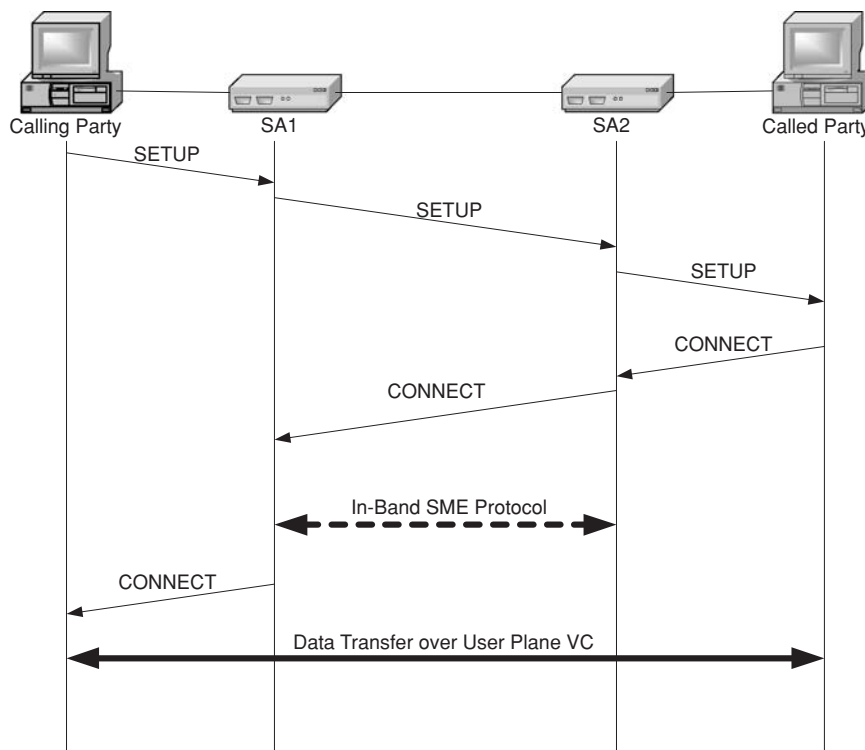 Calling Party
SA1
SA2
Called Party
SETUP
SETUP
SETUP
CONNECT
CONNECT
In-Band SME Protocol
CONNECT
Data Transfer over User Plane VC